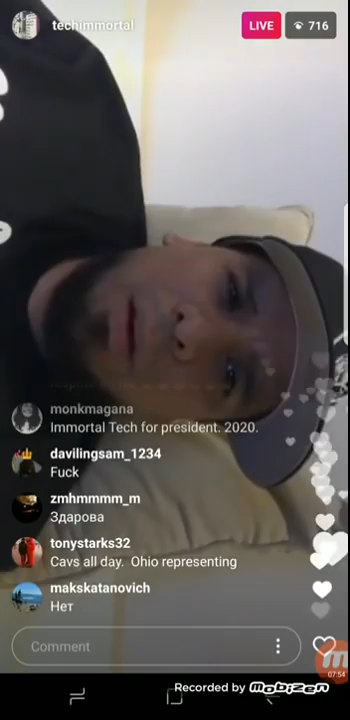 techimmortal
LIVE 716
monkmagana
Immortal Tech for president. 2020.
davilingsam_1234
Fuck
zmhmmmm_m
Здарова
tonystarks32
Cavs all day. Ohio representing
makskatanovich
Нет
Comment
07:54
Recorded by Mobizen